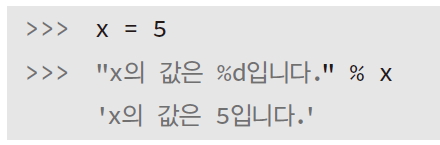 >>> x = 5
>>> "x의 값은 %d입니다." % x
'x의 값은 5입니다.'